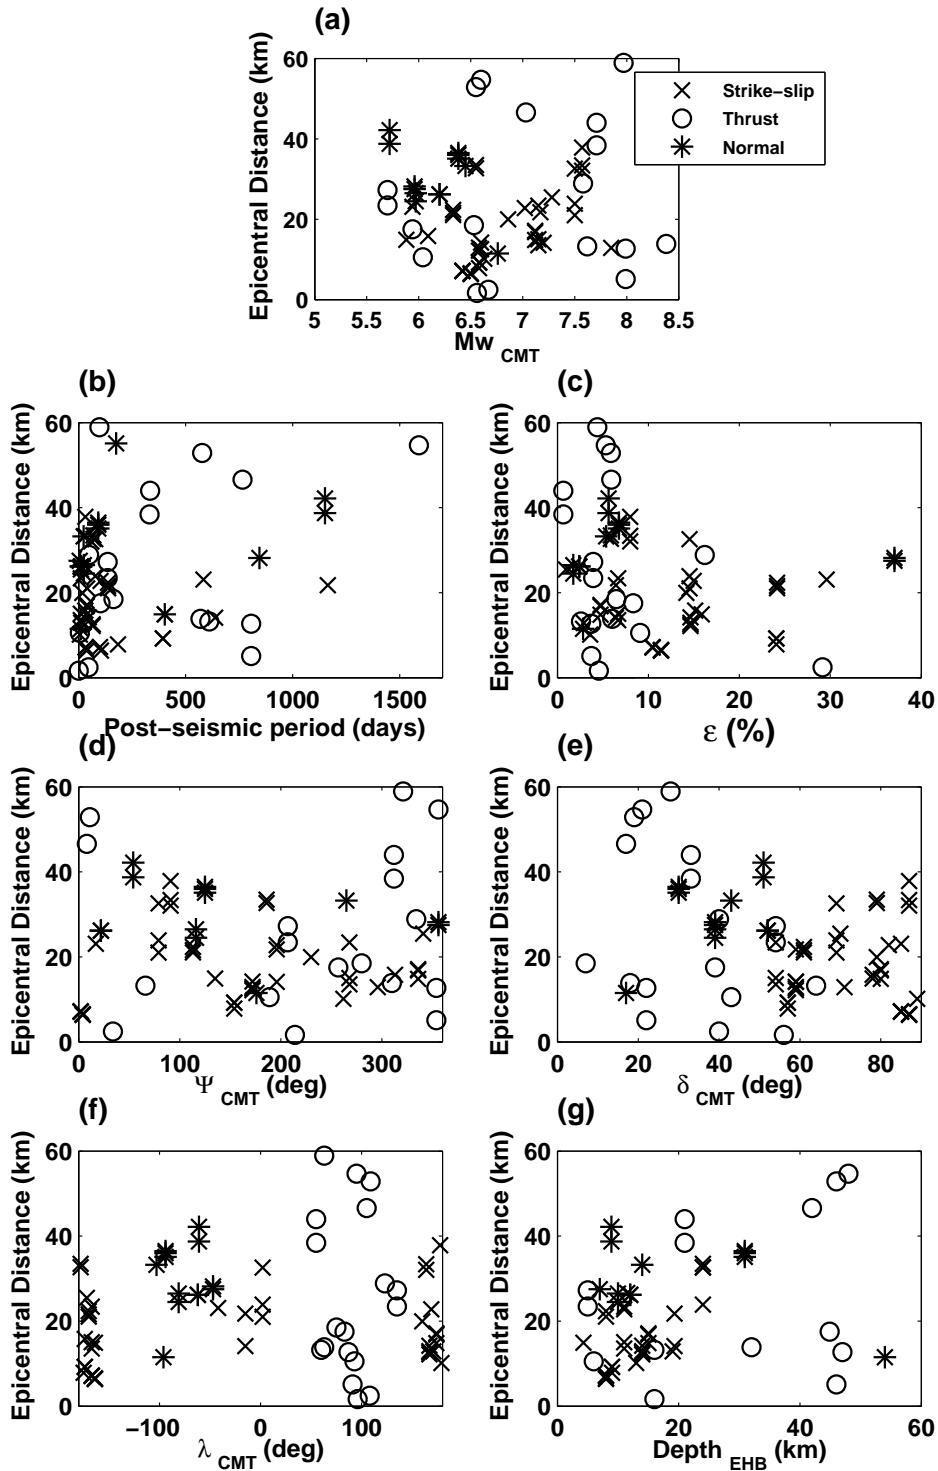 (a)
60
40
20
0
Epicentral Distance (km)
5 5.5 6 6.5 7 7.5 8 8.5
Mw CMT
Strike−slip
Thrust
Normal
(b)
60
40
20
0
Epicentral Distance (km)
0 500 1000 1500
Post−seismic period (days)
(c)
60
40
20
0
Epicentral Distance (km)
0 10 20 30 40
ε (%)
(d)
60
40
20
0
Epicentral Distance (km)
0 100 200 300
Ψ CMT (deg)
(e)
60
40
20
0
Epicentral Distance (km)
0 20 40 60 80
δ CMT (deg)
(f)
60
40
20
0
Epicentral Distance (km)
−100 0 100
λ CMT (deg)
(g)
60
40
20
0
Epicentral Distance (km)
0 20 40 60
Depth EHB (km)